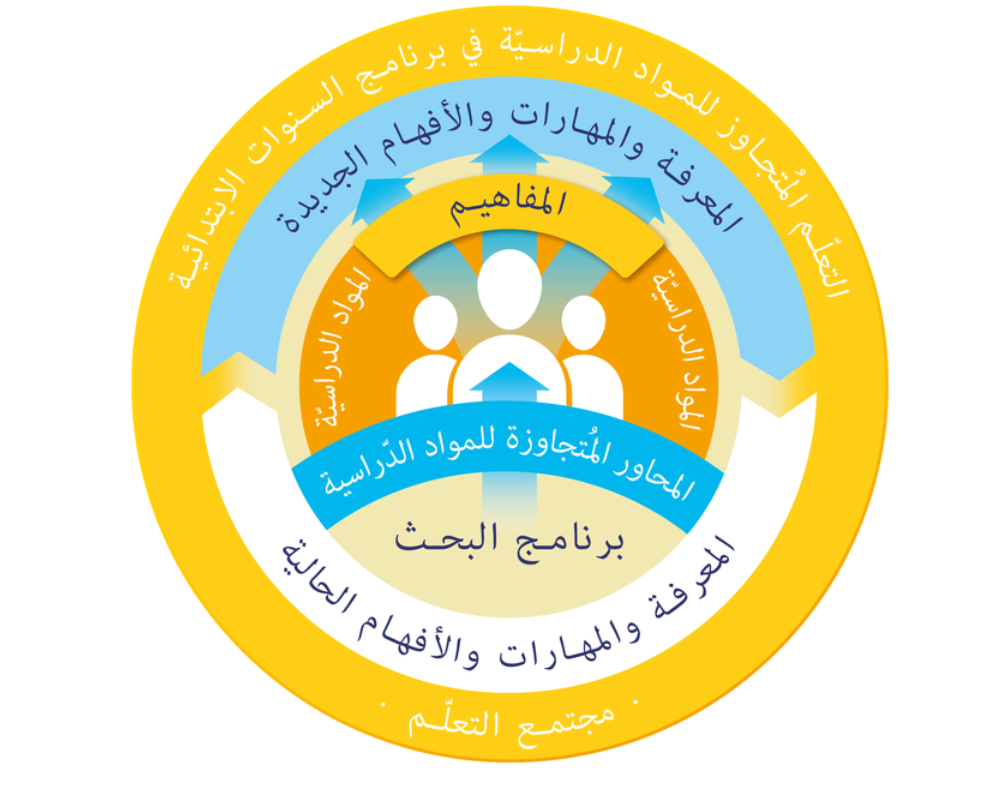 التعلّم المُتجاوز للمواد الدراسيّة في برنامج السنوات الابتدائية
المعرفة والمهارات والأفهام الجديدة
المفاهيم
المواد الدراسيّة
المواد الدراسيّة
المحاور المُتجاوزة للمواد الدّراسية
برنامج البحث
المعرفة والمهارات والأفهام الحالية
· مجتمع التعلّم ·